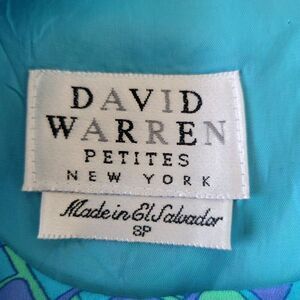 DAVID
WARREN
PETITES
NEW YORK
Made in El Salvador
8P